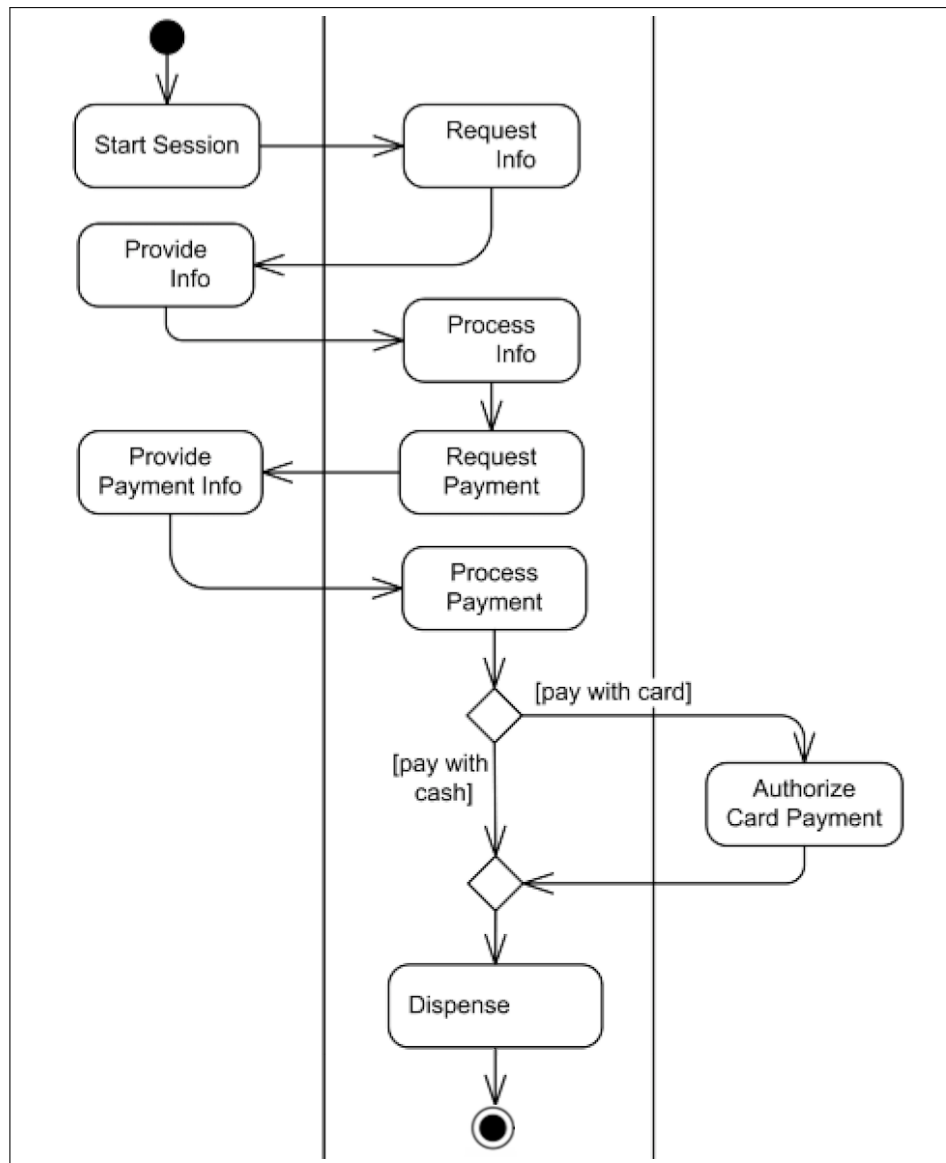 Start Session
Request
Info
Provide
Info
Process
Info
Provide
Payment Info
Request
Payment
Process
Payment
[pay with card]
[pay with
cash]
Authorize
Card Payment
Dispense